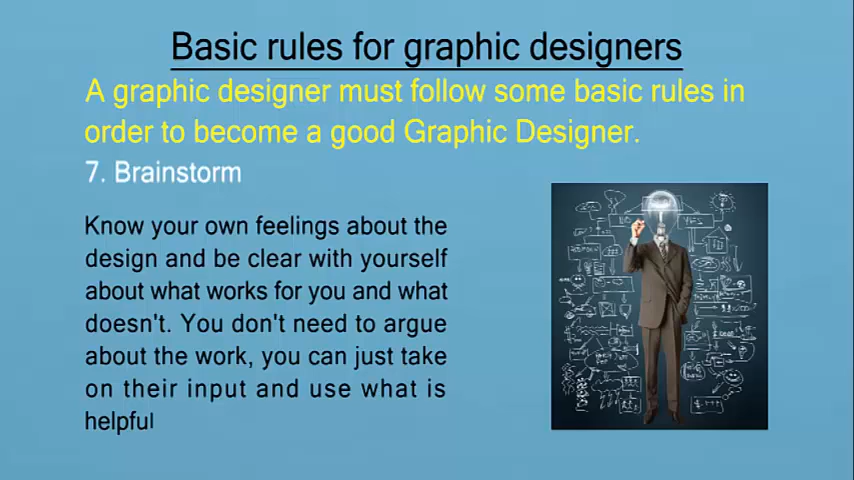 Basic rules for graphic designers
A graphic designer must follow some basic rules in
order to become a good Graphic Designer.
7. Brainstorm
Know your own feelings about the
design and be clear with yourself
about what works for you and what
doesn't. You don't need to argue
about the work, you can just take
on their input and use what is
helpful